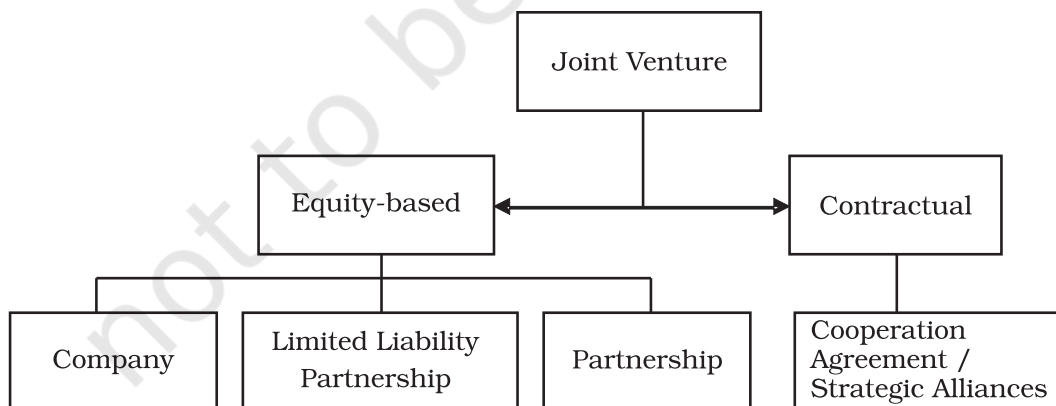 Joint Venture
Equity-based
Contractual
Company
Limited Liability
Partnership
Partnership
Cooperation
Agreement /
Strategic Alliances
not to be